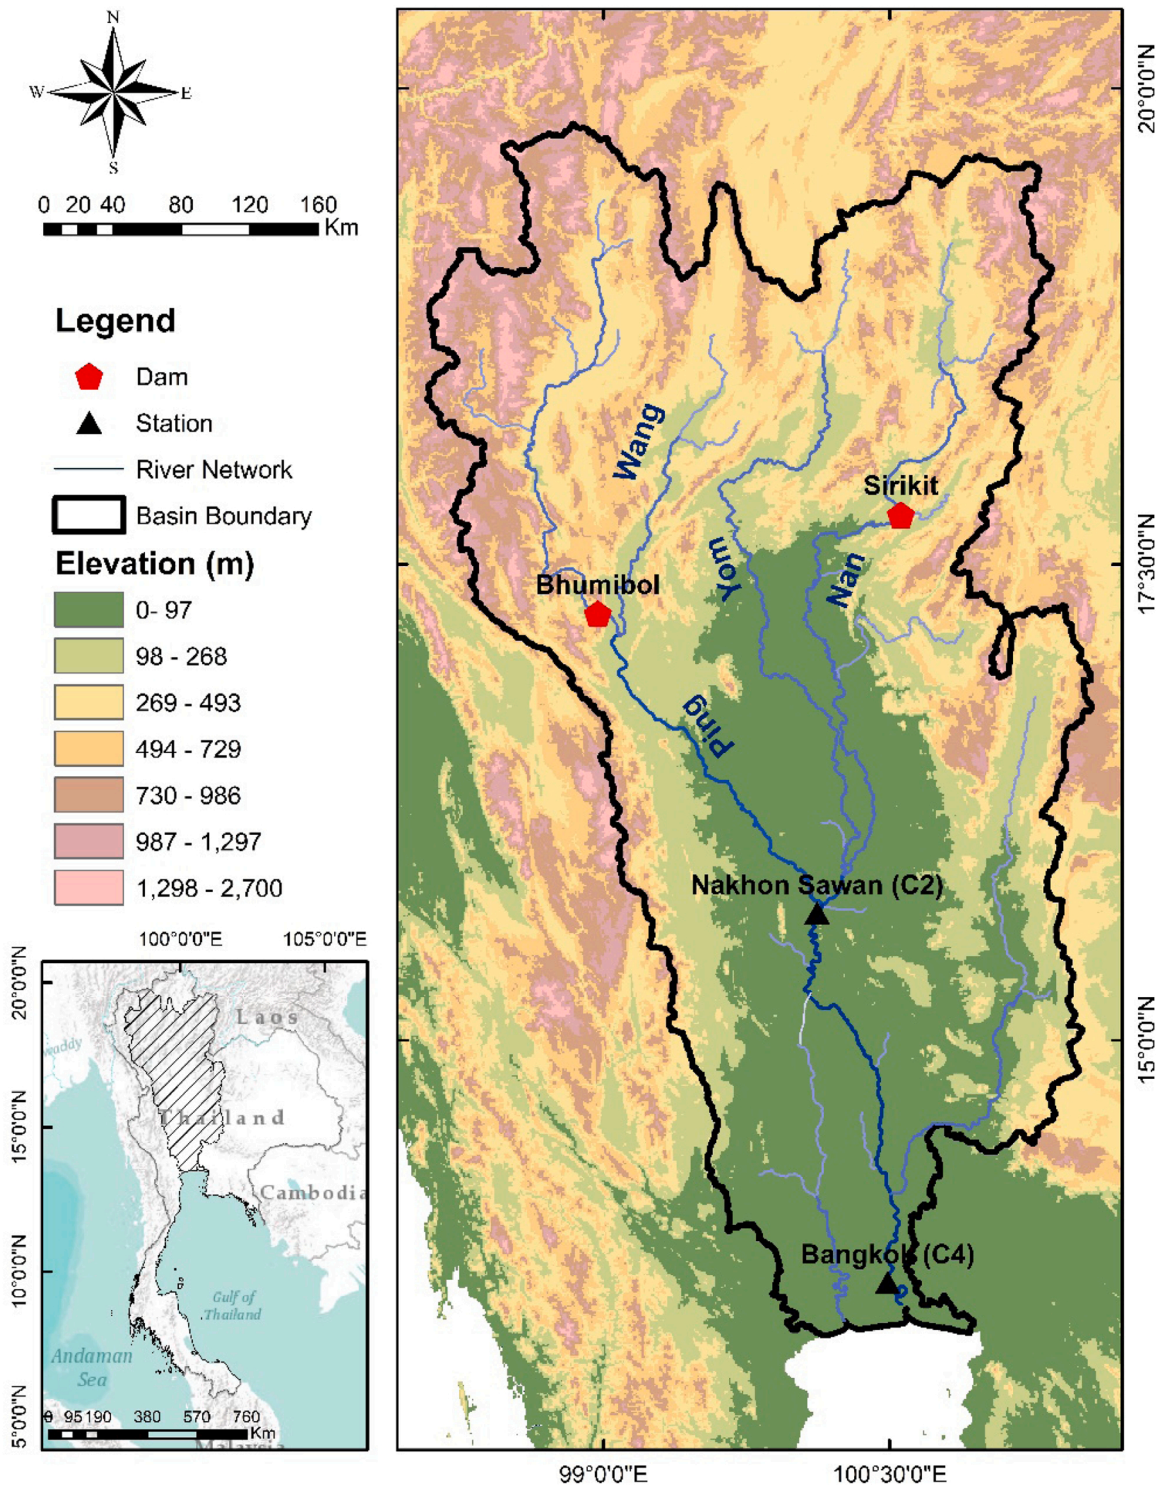 N
W
E
S
0 20 40 80 120 160
Km
Legend
Dam
Station
River Network
Basin Boundary
Elevation (m)
0- 97
98 - 268
269 - 493
494 - 729
730 - 986
987 - 1,297
1,298 - 2,700
100°0'0"E 105°0'0"E
20°0'0"N
15°0'0"N
10°0'0"N
5°0'0"N
Laos
Thailand
Cambodia
Gulf of
Thailand
Andaman
Sea
Malaysia
0 95 190 380 570 760
Km
Wang
Sirikit
Yom
Nan
Bhumibol
Ping
Nakhon Sawan (C2)
Bangkok (C4)
20°0'0"N
17°30'0"N
15°0'0"N
99°0'0"E 100°30'0"E